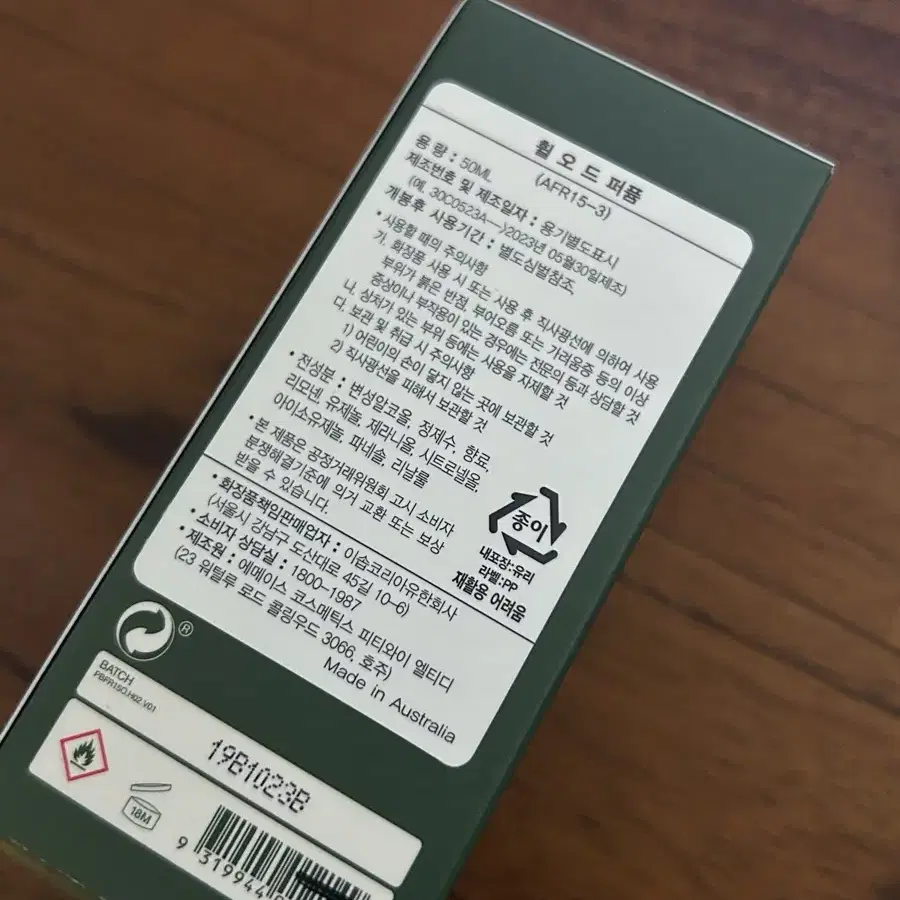 휠 오 드 퍼퓸
(AFR15-3)
용 량 : 50ML
제조번호 및 제조일자 : 용기별도표시
(예. 30C0523A—>2023년 05월30일제조)
개봉후 사용기간 : 별도심벌참조.
• 사용할 때의 주의사항
가. 화장품 사용 시 또는 사용 후 직사광선에 의하여 사용
부위가 붉은 반점, 부어오름 또는 가려움증 등의 이상
증상이나 부작용이 있는 경우에는 전문의 등과 상담할 것
나. 상처가 있는 부위 등에는 사용을 자제할 것
다. 보관 및 취급 시 주의사항
1) 어린이의 손이 닿지 않는 곳에 보관할 것
2) 직사광선을 피해서 보관할 것
• 전성분 : 변성알코올, 정제수, 향료,
리모넨, 유제놀, 제라니올, 시트로넬올,
아이소유제놀, 파네솔, 리날룰
• 본 제품은 공정거래위원회 고시 소비자
분쟁해결기준에 의거 교환 또는 보상
받을 수 있습니다.
종이
내포장:유리
라벨:PP
재활용 어려움
• 화장품책임판매업자 : 이솝코리아유한회사
(서울시 강남구 도산대로 45길 10-6)
• 소비자 상담실 : 1800-1987
• 제조원 : 에메이스 코스메틱스 피티와이 엘티디
(23 워털루 로드 콜링우드 3066, 호주)
Made in Australia
®
BATCH
PBFR15O.H02.V01
19B1023B
18M
9 319944